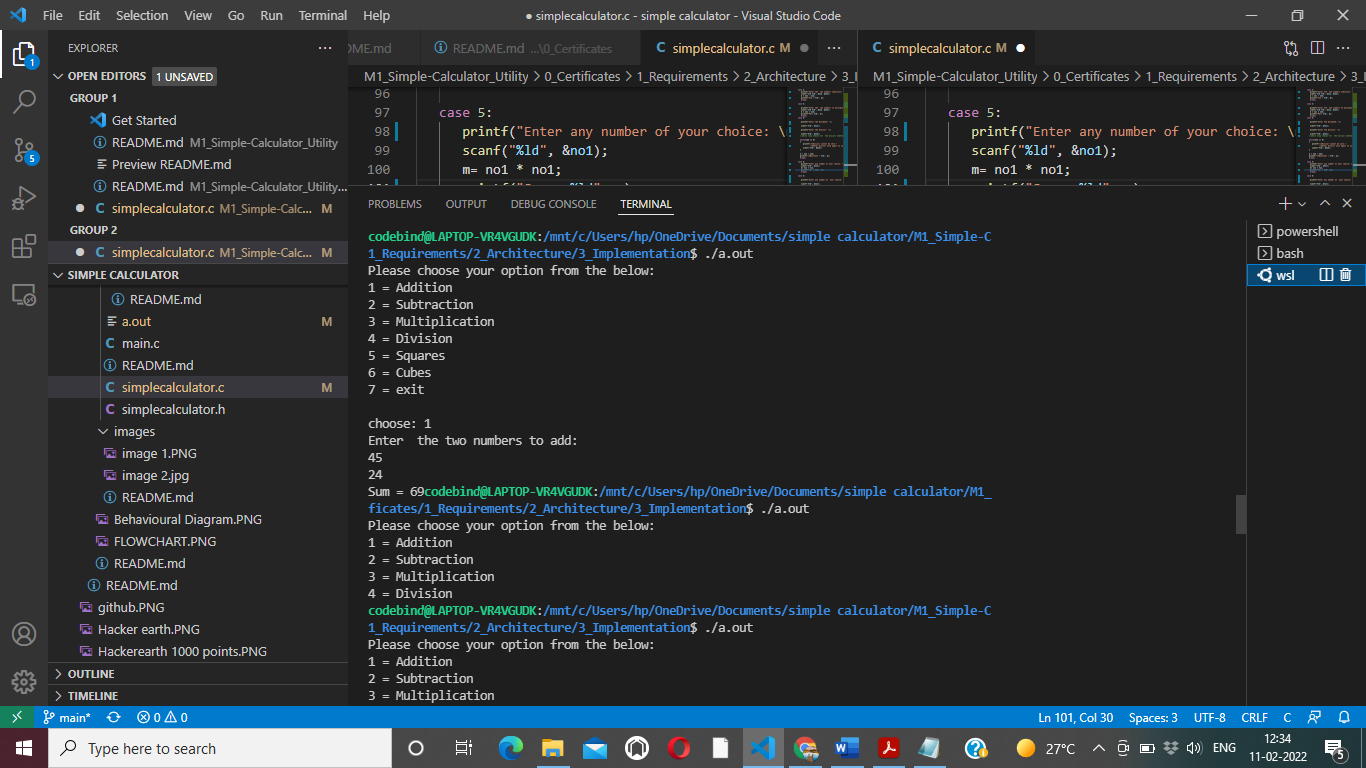 File Edit Selection View Go Run Terminal Help
● simplecalculator.c - simple calculator - Visual Studio Code
EXPLORER
OPEN EDITORS 1 UNSAVED
GROUP 1
Get Started
README.md M1_Simple-Calculator_Utility
Preview README.md
README.md M1_Simple-Calculator_Utility...
simplecalculator.c M1_Simple-Calc... M
GROUP 2
simplecalculator.c M1_Simple-Calc... M
SIMPLE CALCULATOR
README.md
a.out M
main.c
README.md
simplecalculator.c M
simplecalculator.h
images
image 1.PNG
image 2.jpg
README.md
Behavioural Diagram.PNG
FLOWCHART.PNG
README.md
README.md
github.PNG
Hacker earth.PNG
Hackerearth 1000 points.PNG
OUTLINE
TIMELINE
1
5
README.md ...\0_Certificates simplecalculator.c M
M1_Simple-Calculator_Utility > 0_Certificates > 1_Requirements > 2_Architecture >
96
97 case 5:
98 printf("Enter any number of your choice: \
99 scanf("%ld", &no1);
100 m= no1 * no1;
simplecalculator.c M
M1_Simple-Calculator_Utility > 0_Certificates > 1_Requirements > 2_Architecture >
96
97 case 5:
98 printf("Enter any number of your choice: \
99 scanf("%ld", &no1);
100 m= no1 * no1;
PROBLEMS OUTPUT DEBUG CONSOLE TERMINAL
codebind@LAPTOP-VR4VGUDK:/mnt/c/Users/hp/OneDrive/Documents/simple calculator/M1_Simple-C
1_Requirements/2_Architecture/3_Implementation$ ./a.out
Please choose your option from the below:
1 = Addition
2 = Subtraction
3 = Multiplication
4 = Division
5 = Squares
6 = Cubes
7 = exit
choose: 1
Enter  the two numbers to add:
45
24
Sum = 69codebind@LAPTOP-VR4VGUDK:/mnt/c/Users/hp/OneDrive/Documents/simple calculator/M1_
ficates/1_Requirements/2_Architecture/3_Implementation$ ./a.out
Please choose your option from the below:
1 = Addition
2 = Subtraction
3 = Multiplication
4 = Division
codebind@LAPTOP-VR4VGUDK:/mnt/c/Users/hp/OneDrive/Documents/simple calculator/M1_Simple-C
1_Requirements/2_Architecture/3_Implementation$ ./a.out
Please choose your option from the below:
1 = Addition
2 = Subtraction
3 = Multiplication
powershell
bash
wsl
main* 0 0
Ln 101, Col 30 Spaces: 3 UTF-8 CRLF C
Type here to search
27°C ENG
12:34
11-02-2022
5